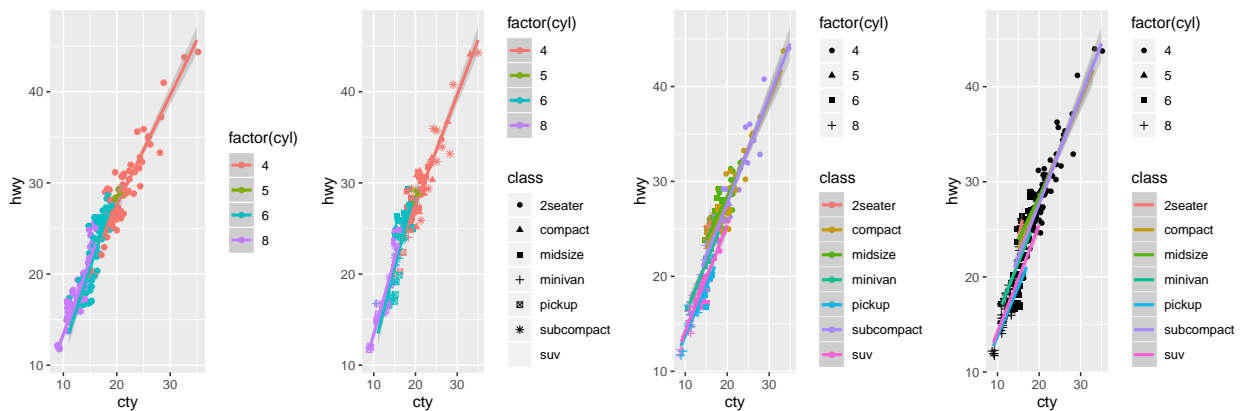 hwy
40
30
20
10
10 20 30
cty
factor(cyl)
4
5
6
8
hwy
40
30
20
10
10 20 30
cty
factor(cyl)
4
5
6
8
class
2seater
compact
midsize
minivan
pickup
subcompact
suv
hwy
40
30
20
10
10 20 30
cty
factor(cyl)
4
5
6
8
class
2seater
compact
midsize
minivan
pickup
subcompact
suv
hwy
40
30
20
10
10 20 30
cty
factor(cyl)
4
5
6
8
class
2seater
compact
midsize
minivan
pickup
subcompact
suv